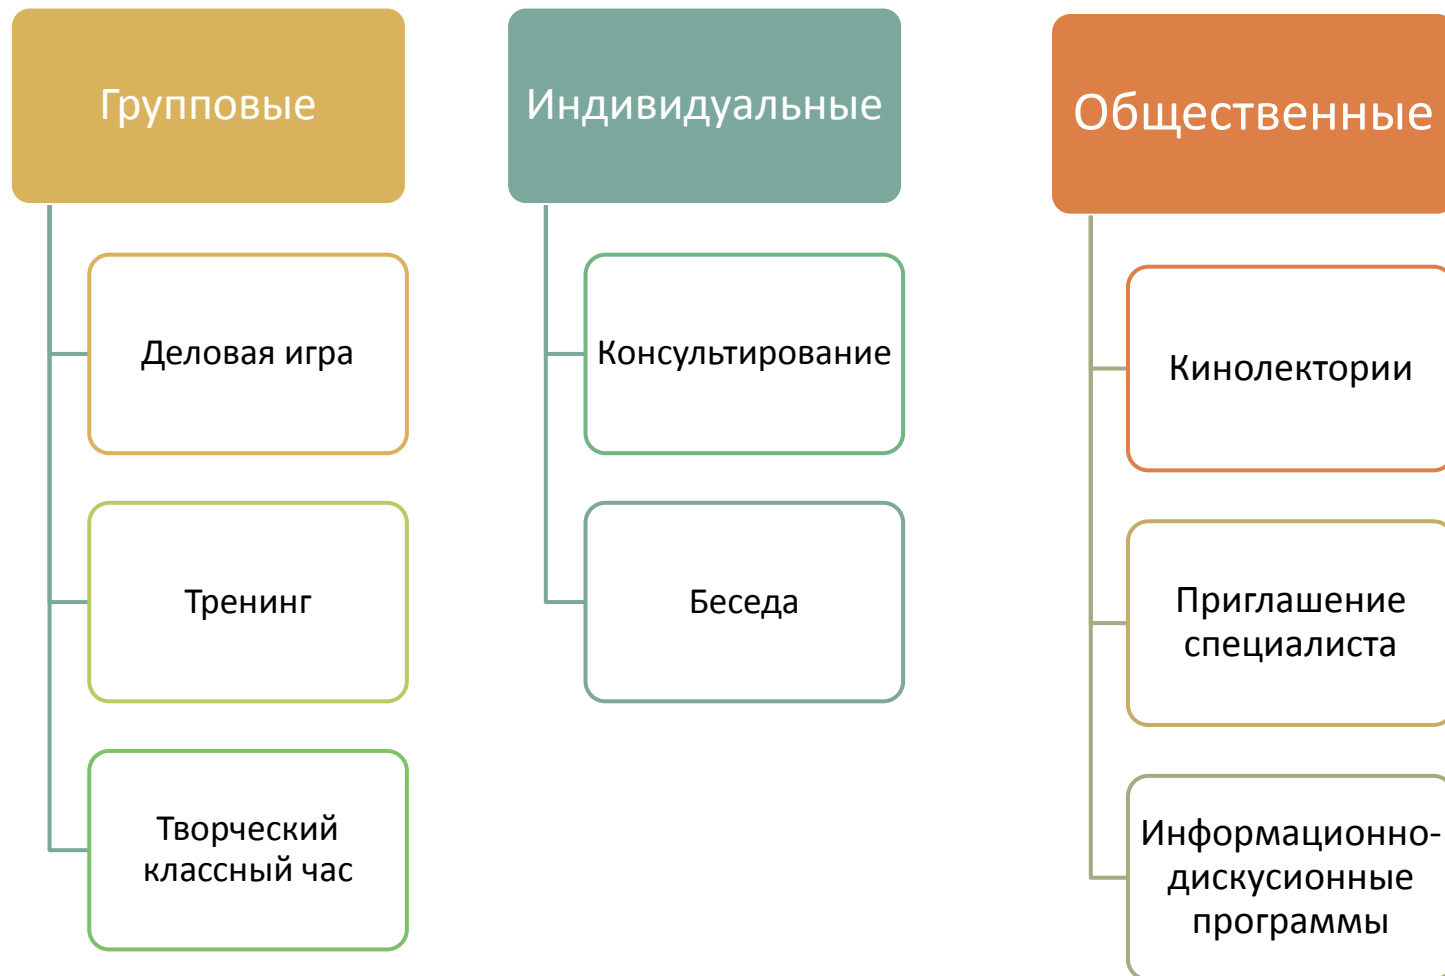 Групповые
Деловая игра
Тренинг
Творческий
классный час
Индивидуальные
Консультирование
Беседа
Общественные
Кинолектории
Приглашение
специалиста
Информационно-
дискусионные
программы